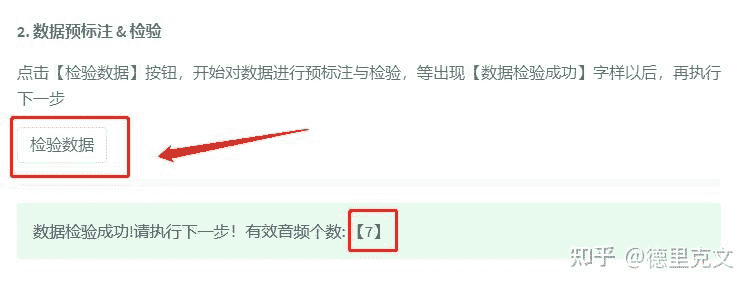 2. 数据预标注 & 检验
点击【检验数据】按钮，开始对数据进行预标注与检验，等出现【数据检验成功】字样以后，再执行
下一步
检验数据
数据检验成功!请执行下一步！有效音频个数:【7】
知乎 @德里克文